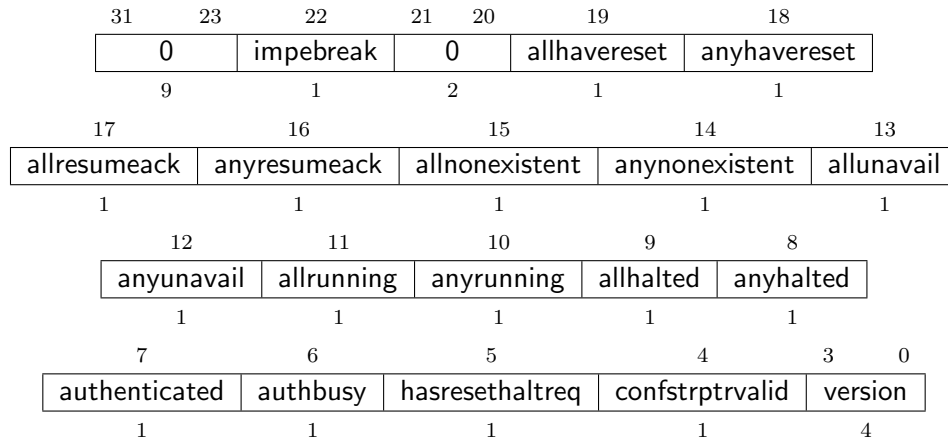 31 23 22 21 20 19 18
0 impebreak 0 allhavereset anyhavereset
9 1 2 1 1
17 16 15 14 13
allresumeack anyresumeack allnonexistent anynonexistent allunavail
1 1 1 1 1
12 11 10 9 8
anyunavail allrunning anyrunning allhalted anyhalted
1 1 1 1 1
7 6 5 4 3 0
authenticated authbusy hasresethaltreq confstrptrvalid version
1 1 1 1 4